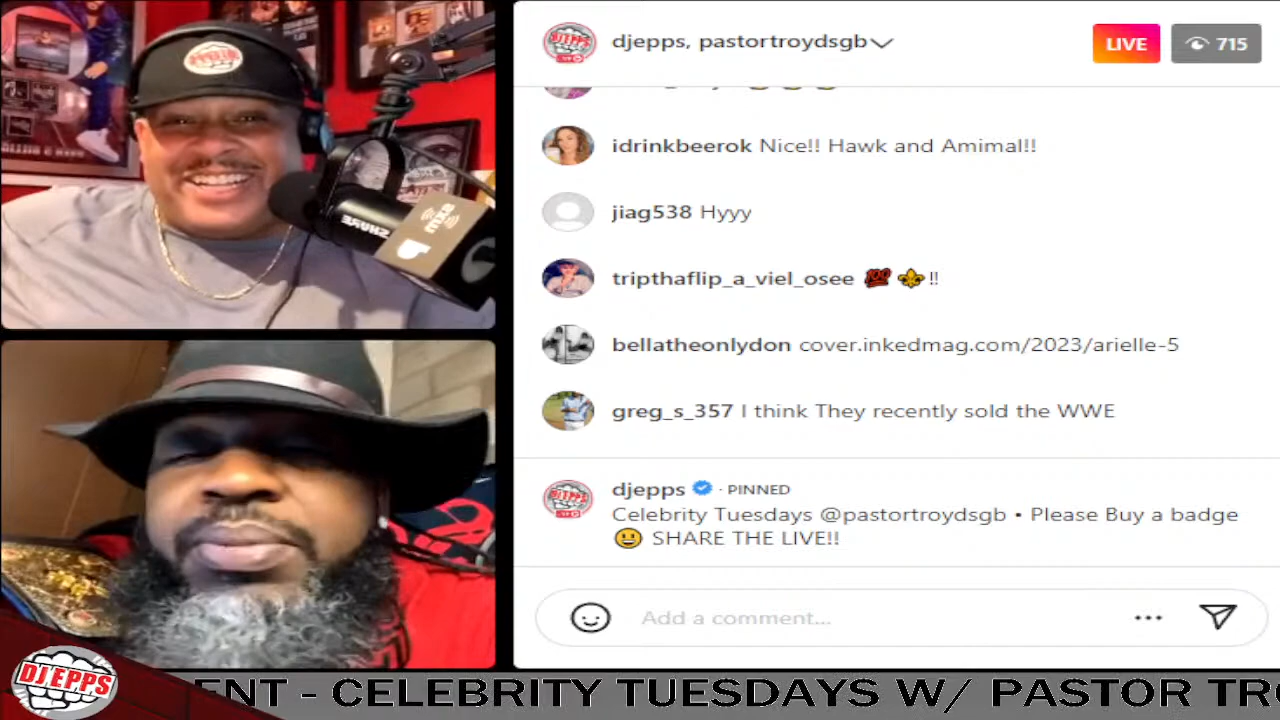 djepps, pastortroydsgb
LIVE
715
idrinkbeerok Nice!! Hawk and Amimal!!
jiag538 Hyyy
tripthaflip_a_viel_osee 💯 ⚜️!!
bellatheonlydon cover.inkedmag.com/2023/arielle-5
greg_s_357 I think They recently sold the WWE
djepps · PINNED
Celebrity Tuesdays @pastortroydsgb • Please Buy a badge
😀 SHARE THE LIVE!!
Add a comment...
SHURE
sxm
DJ EPPS
ENT - CELEBRITY TUESDAYS W/ PASTOR TR